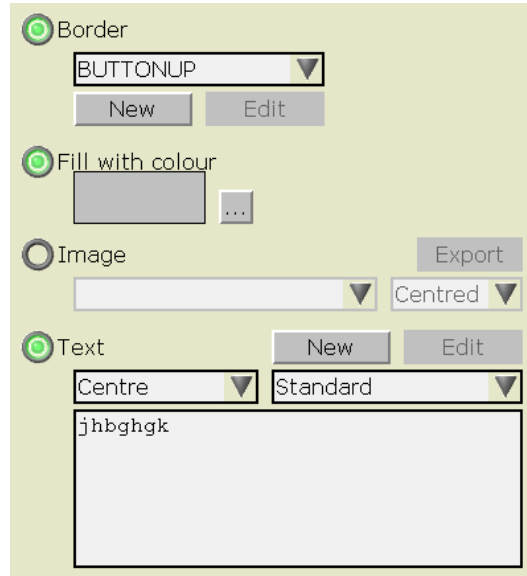 Border
BUTTONUP
New Edit
Fill with colour
...
Image Export
Centred
Text New Edit
Centre Standard
jhbghgk